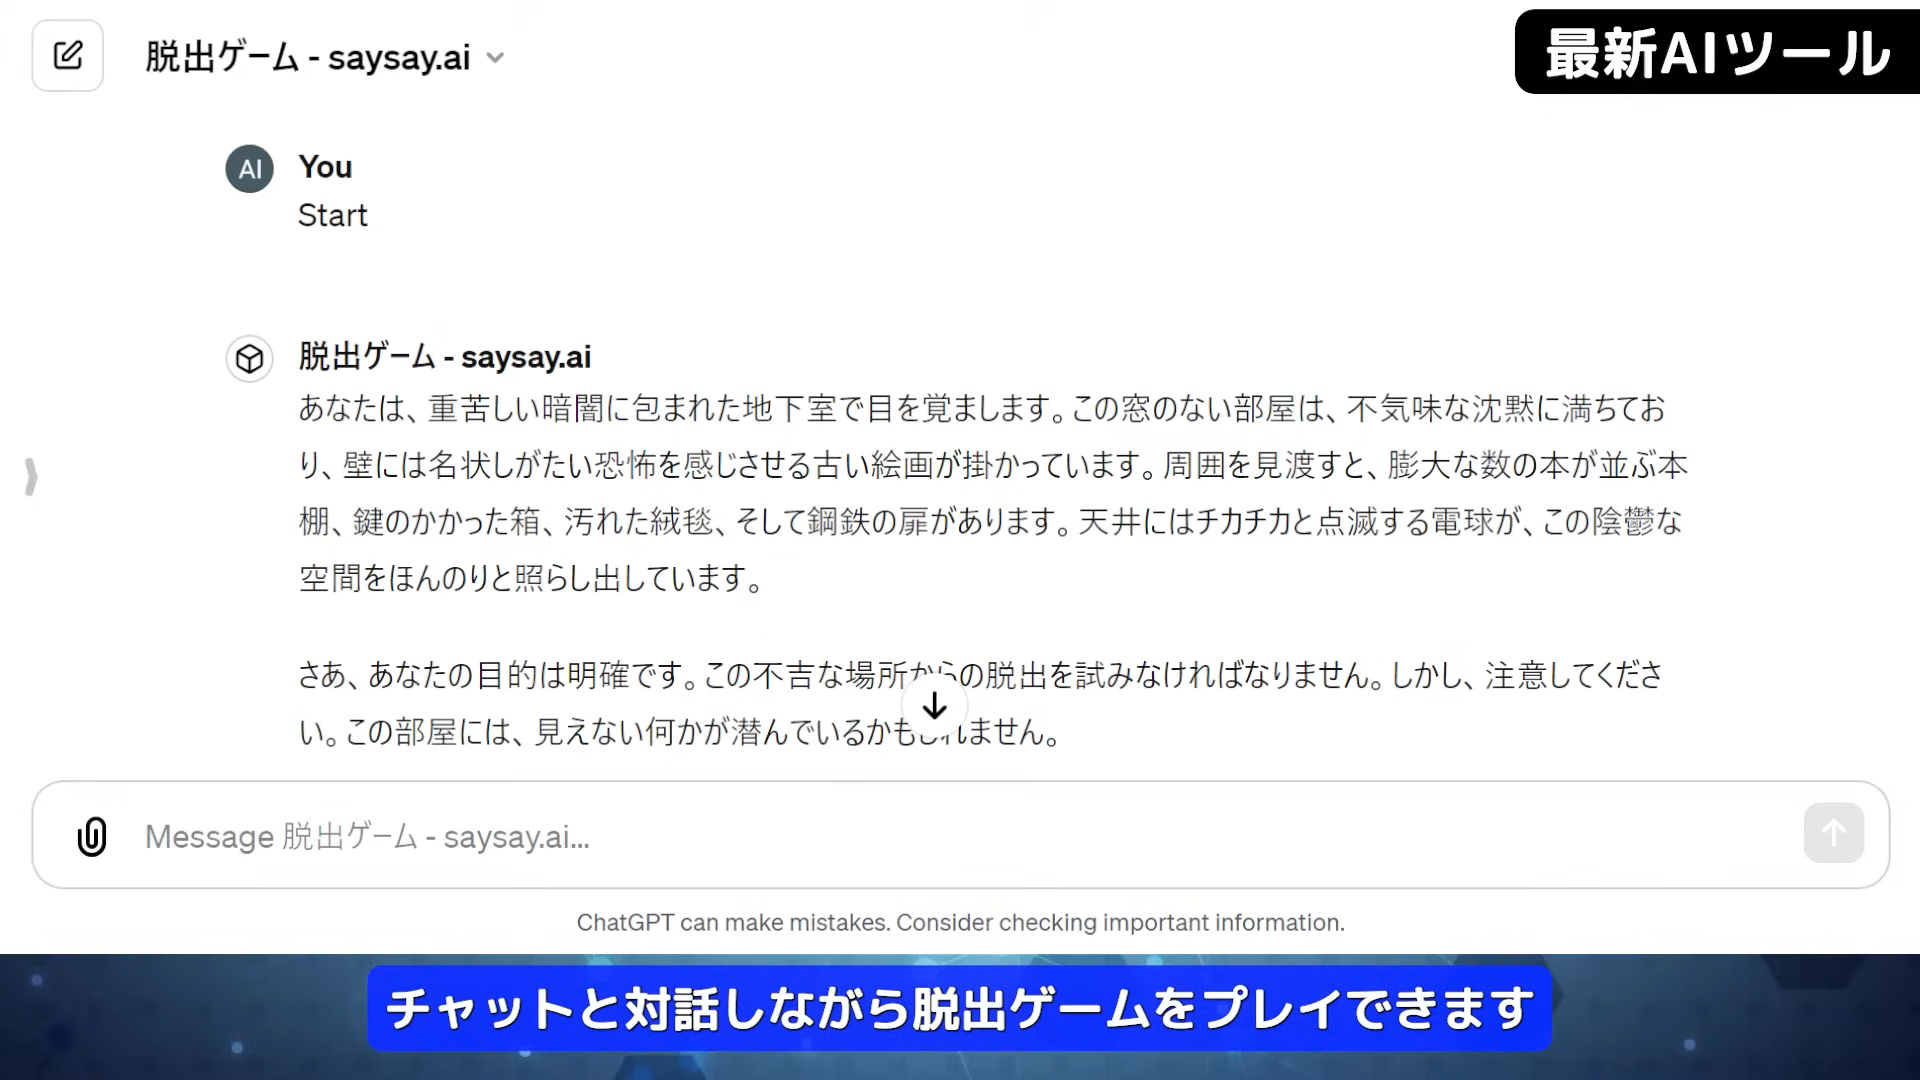 脱出ゲーム - saysay.ai
最新AIツール
AI
You
Start
脱出ゲーム - saysay.ai
あなたは、重苦しい暗闇に包まれた地下室で目を覚まします。この窓のない部屋は、不気味な沈黙に満ちてお
り、壁には名状しがたい恐怖を感じさせる古い絵画が掛かっています。周囲を見渡すと、膨大な数の本が並ぶ本
棚、鍵のかかった箱、汚れた絨毯、そして鋼鉄の扉があります。天井にはチカチカと点滅する電球が、この陰鬱な
空間をほんのりと照らし出しています。
さあ、あなたの目的は明確です。この不吉な場所からの脱出を試みなければなりません。しかし、注意してくださ
い。この部屋には、見えない何かが潜んでいるかもしれません。
Message 脱出ゲーム - saysay.ai...
ChatGPT can make mistakes. Consider checking important information.
チャットと対話しながら脱出ゲームをプレイできます